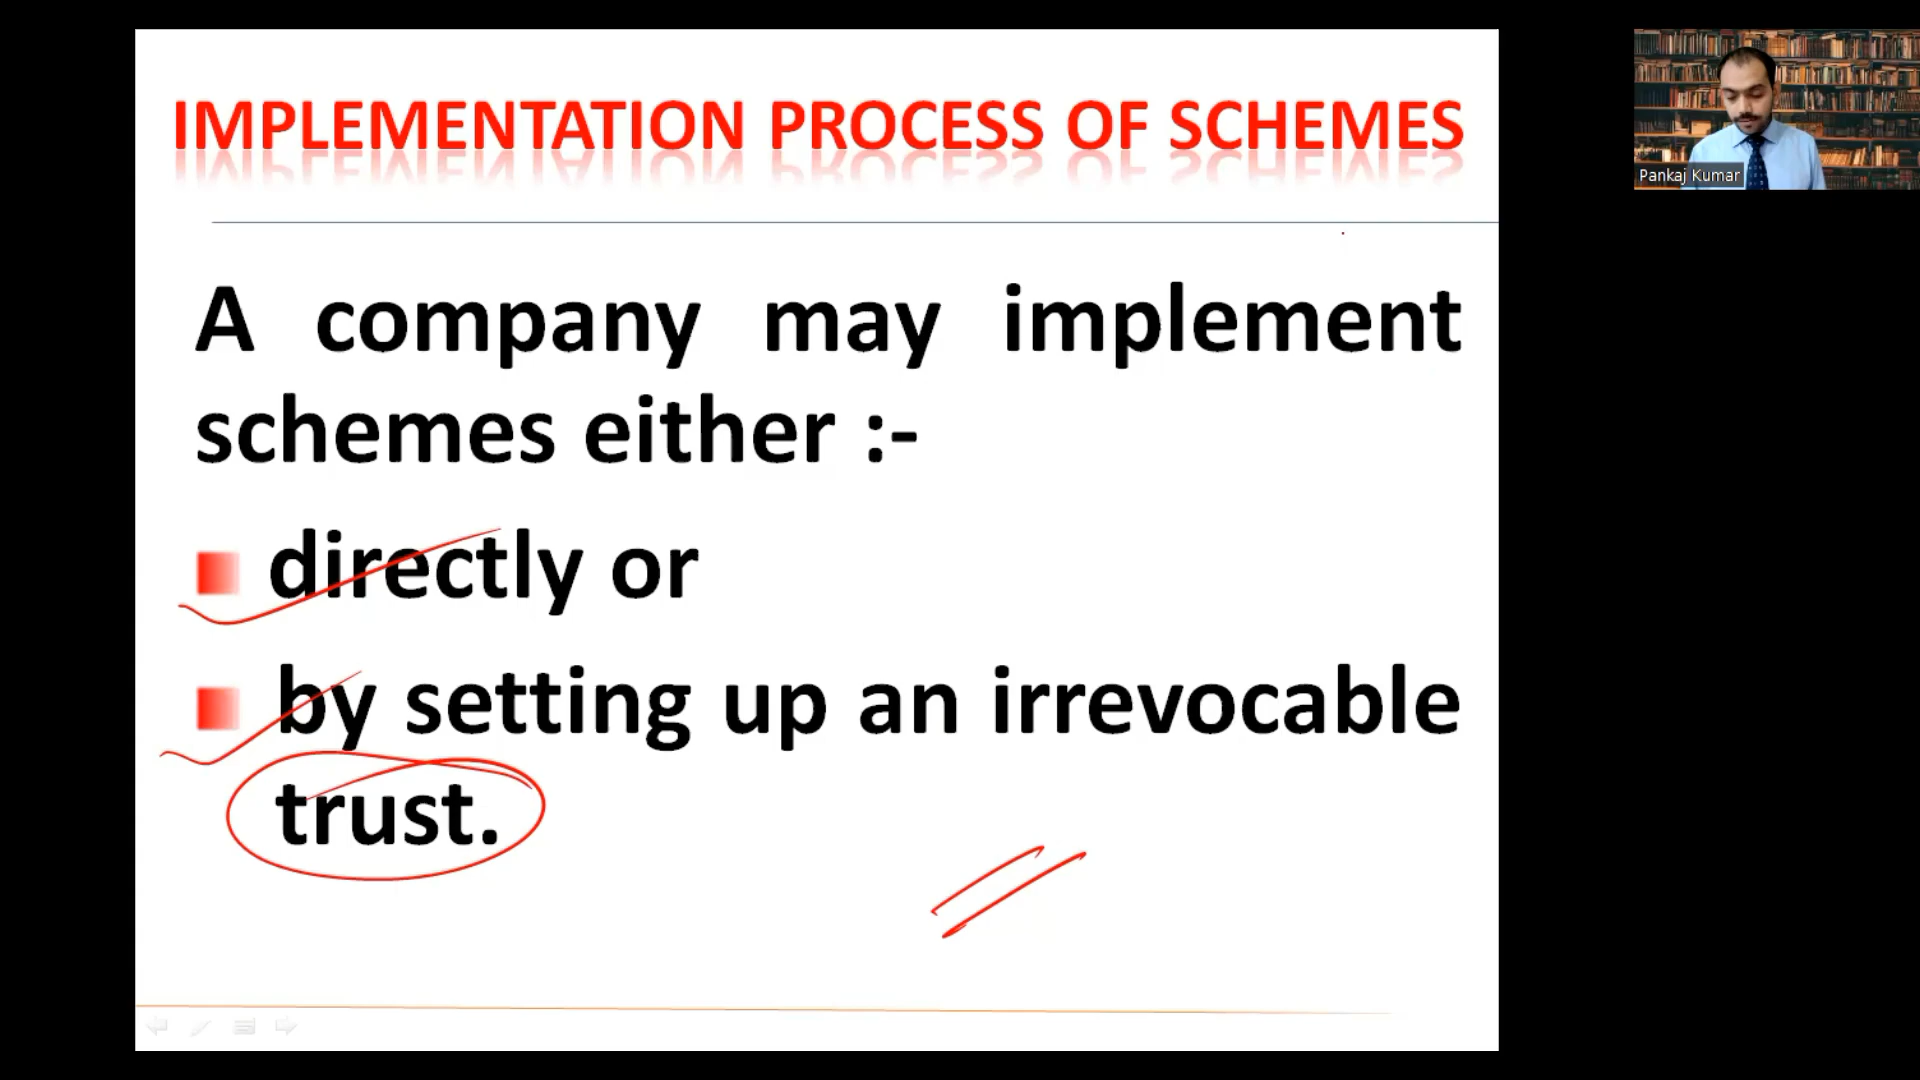 IMPLEMENTATION PROCESS OF SCHEMES
A company may implement
schemes either :-
directly or
by setting up an irrevocable
trust.
Pankaj Kumar